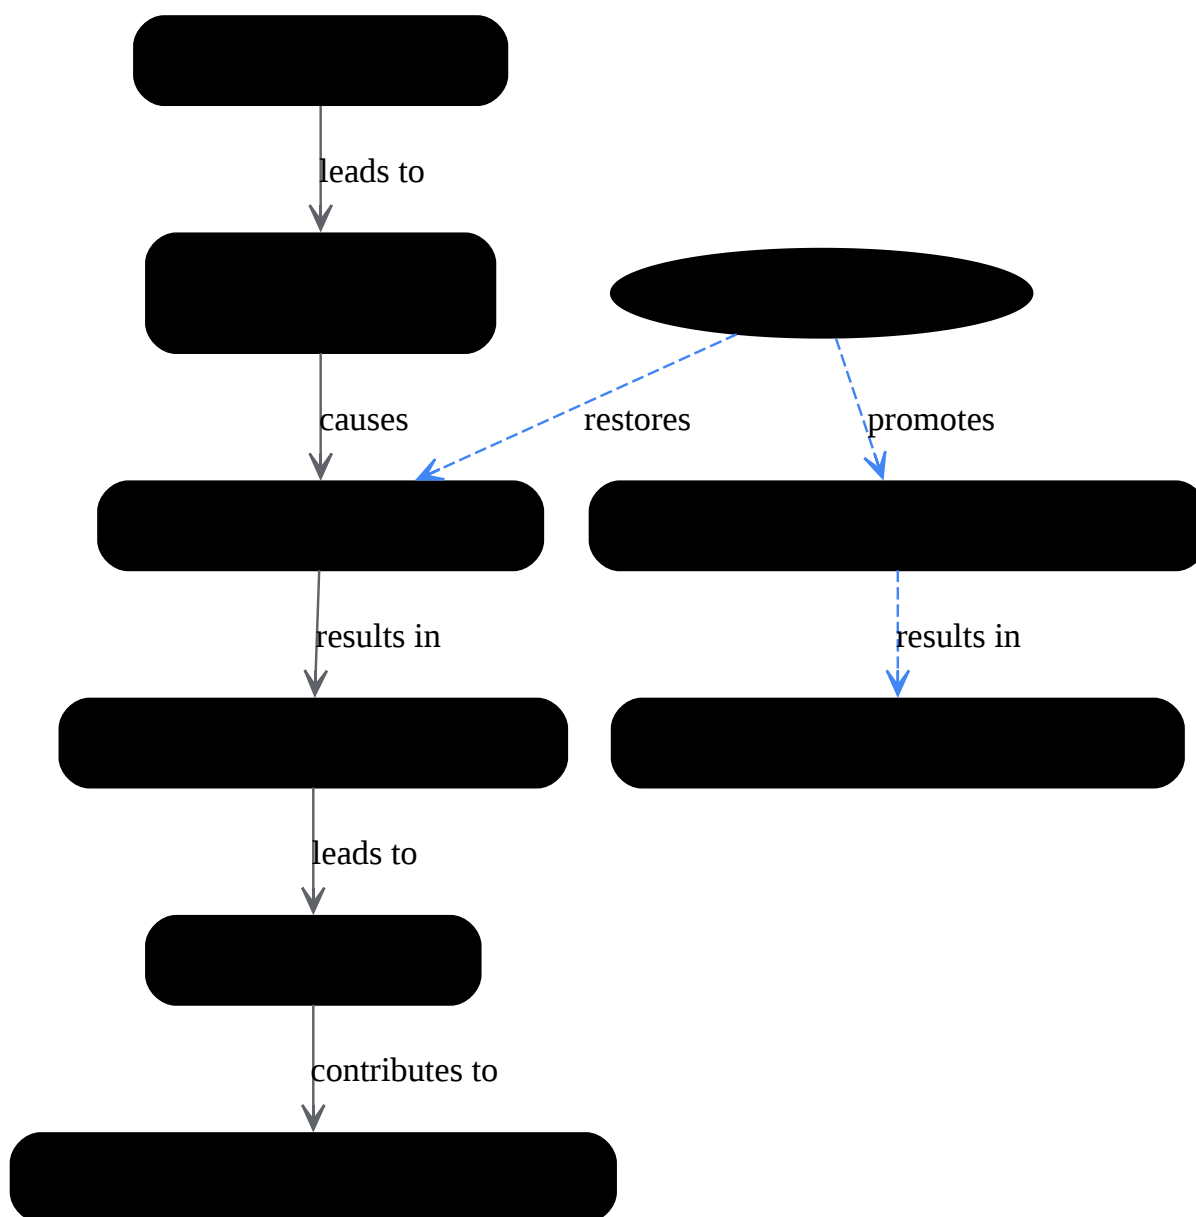 leads to
causes
restores
promotes
results in
results in
leads to
contributes to